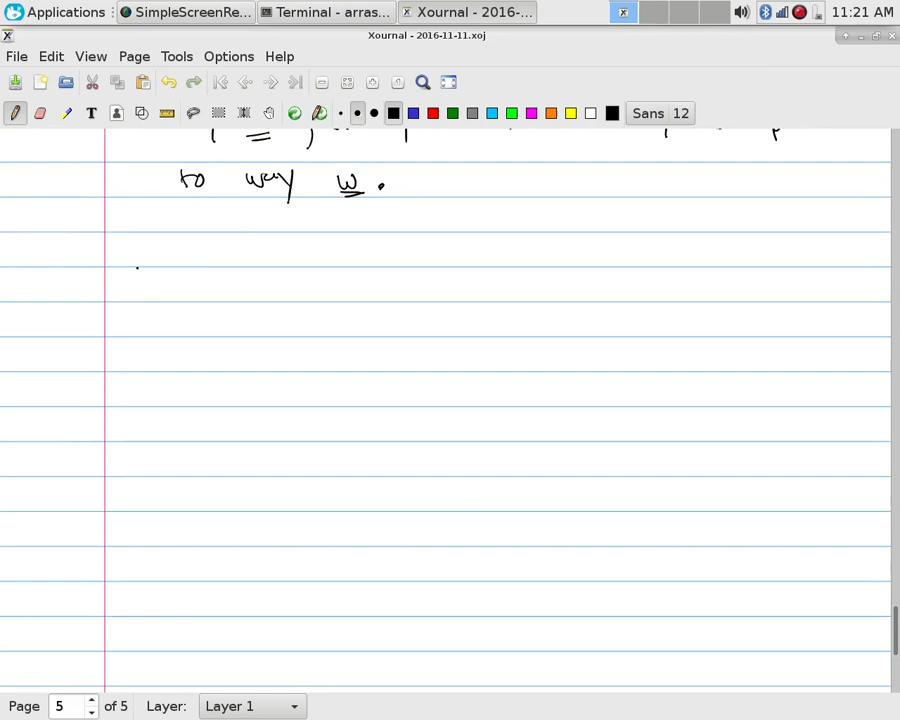 Applications SimpleScreenRe... Terminal - arras... Xournal - 2016-... 11:21 AM
Xournal - 2016-11-11.xoj
File Edit View Page Tools Options Help
Sans 12
to way w.
Page 5 of 5 Layer: Layer 1